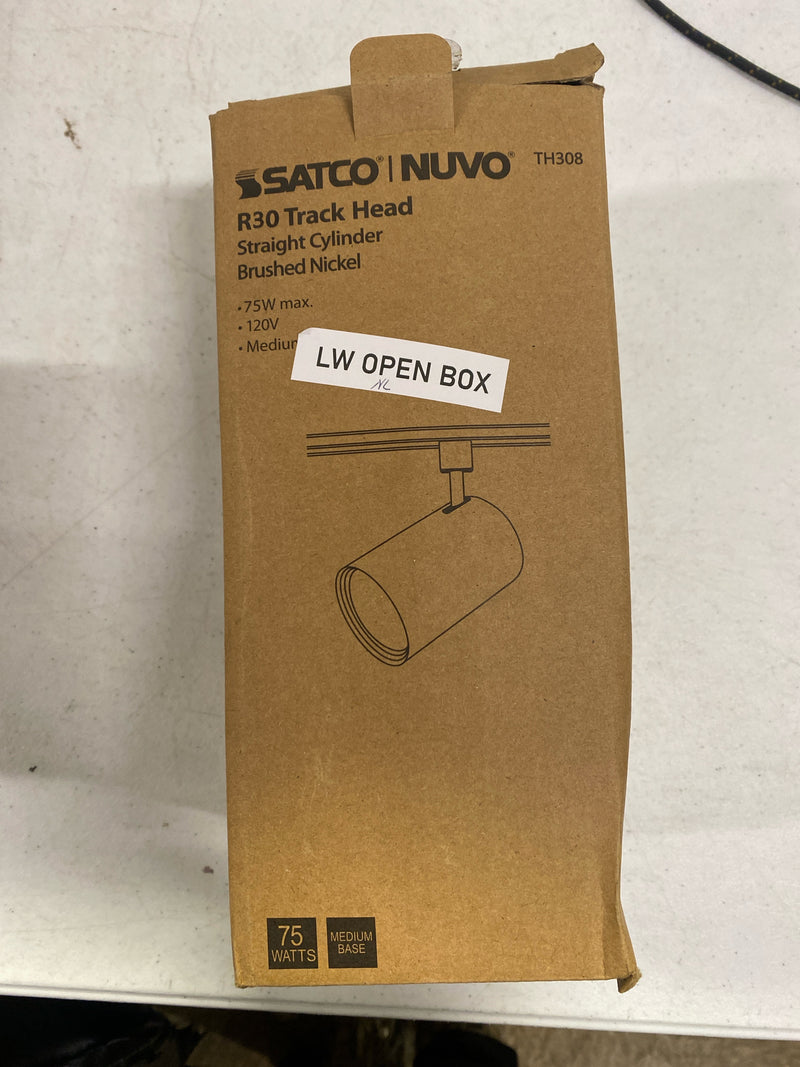 SATCO® | NUVO® TH308
R30 Track Head
Straight Cylinder
Brushed Nickel
• 75W max.
• 120V
• Medium
LW OPEN BOX
NL
75
WATTS
MEDIUM
BASE